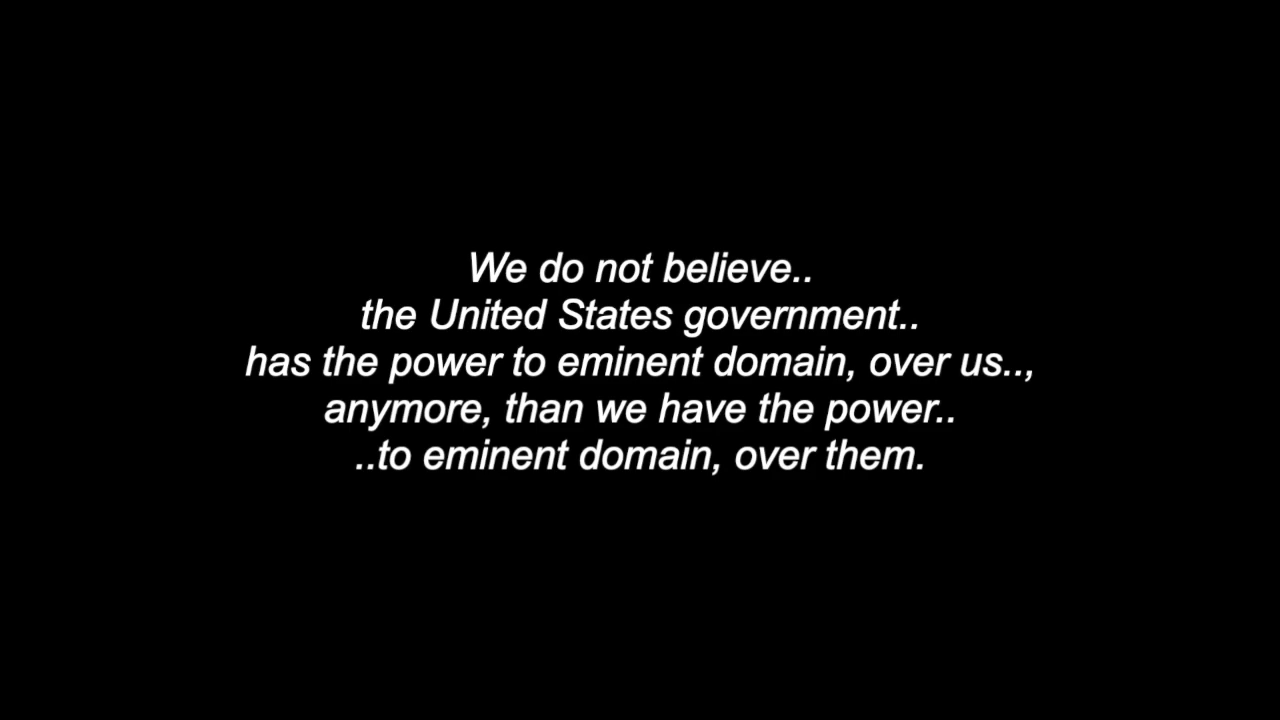 We do not believe..
the United States government..
has the power to eminent domain, over us..,
anymore, than we have the power..
..to eminent domain, over them.